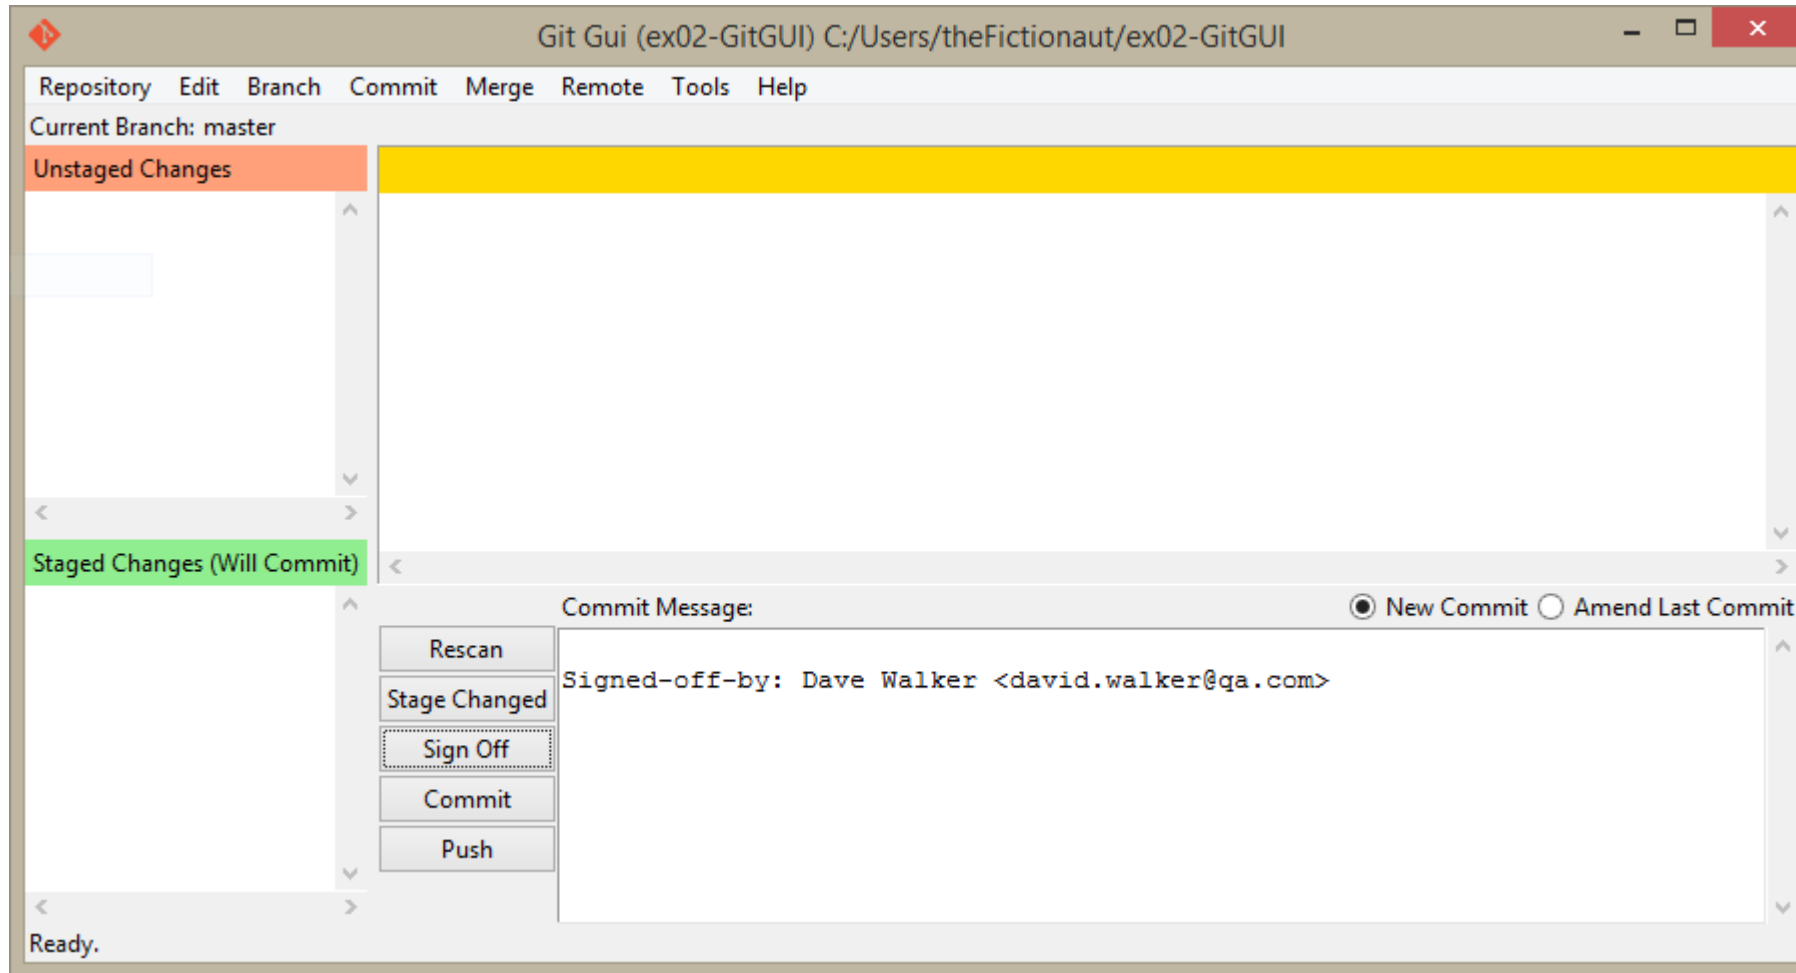 Git Gui (ex02-GitGUI) C:/Users/theFictionaut/ex02-GitGUI
Repository Edit Branch Commit Merge Remote Tools Help
Current Branch: master
Unstaged Changes
Staged Changes (Will Commit)
Commit Message:
New Commit Amend Last Commit
Rescan
Stage Changed
Sign Off
Commit
Push
Signed-off-by: Dave Walker <david.walker@qa.com>
Ready.